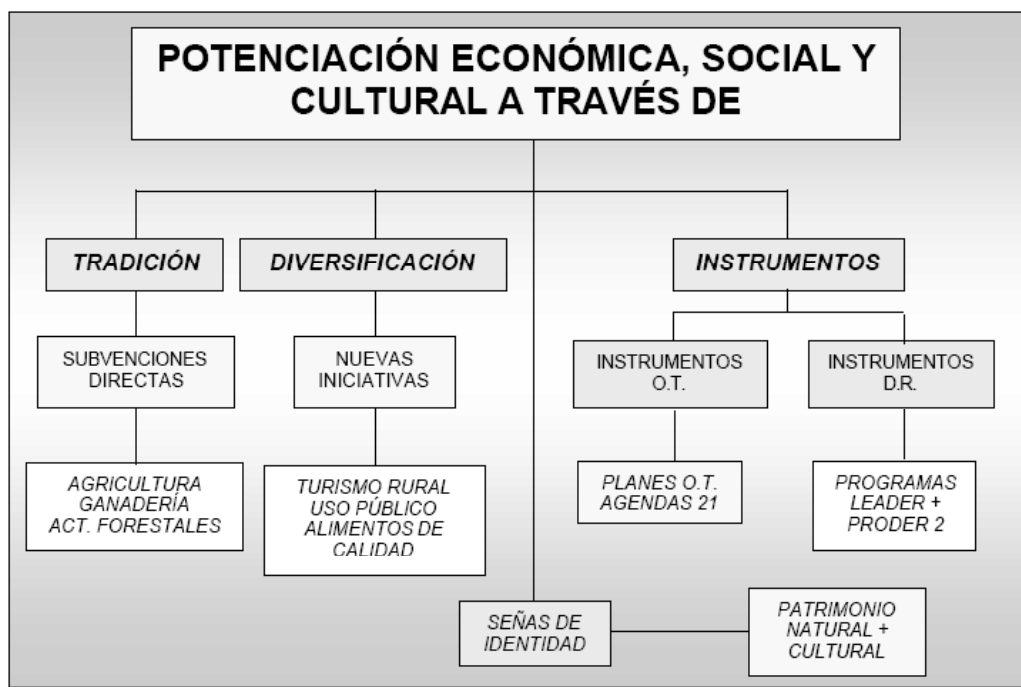 POTENCIACIÓN ECONÓMICA, SOCIAL Y
CULTURAL A TRAVÉS DE
TRADICIÓN
DIVERSIFICACIÓN
INSTRUMENTOS
SUBVENCIONES
DIRECTAS
NUEVAS
INICIATIVAS
INSTRUMENTOS
O.T.
INSTRUMENTOS
D.R.
AGRICULTURA
GANADERÍA
ACT. FORESTALES
TURISMO RURAL
USO PÚBLICO
ALIMENTOS DE
CALIDAD
PLANES O.T.
AGENDAS 21
PROGRAMAS
LEADER +
PRODER 2
SEÑAS DE
IDENTIDAD
PATRIMONIO
NATURAL +
CULTURAL